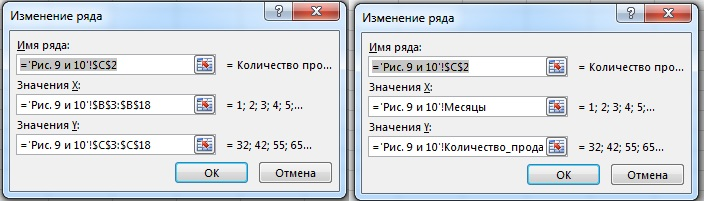 Изменение ряда
Имя ряда:
='Рис. 9 и 10'!$C$2 = Количество про...
Значения X:
='Рис. 9 и 10'!$B$3:$B$18 = 1; 2; 3; 4; 5;...
Значения Y:
='Рис. 9 и 10'!$C$3:$C$18 = 32; 42; 55; 65...
ОК Отмена
Изменение ряда
Имя ряда:
='Рис. 9 и 10'!$C$2 = Количество про...
Значения X:
='Рис. 9 и 10'!Месяцы = 1; 2; 3; 4; 5;...
Значения Y:
='Рис. 9 и 10'!Количество_прода = 32; 42; 55; 65...
ОК Отмена